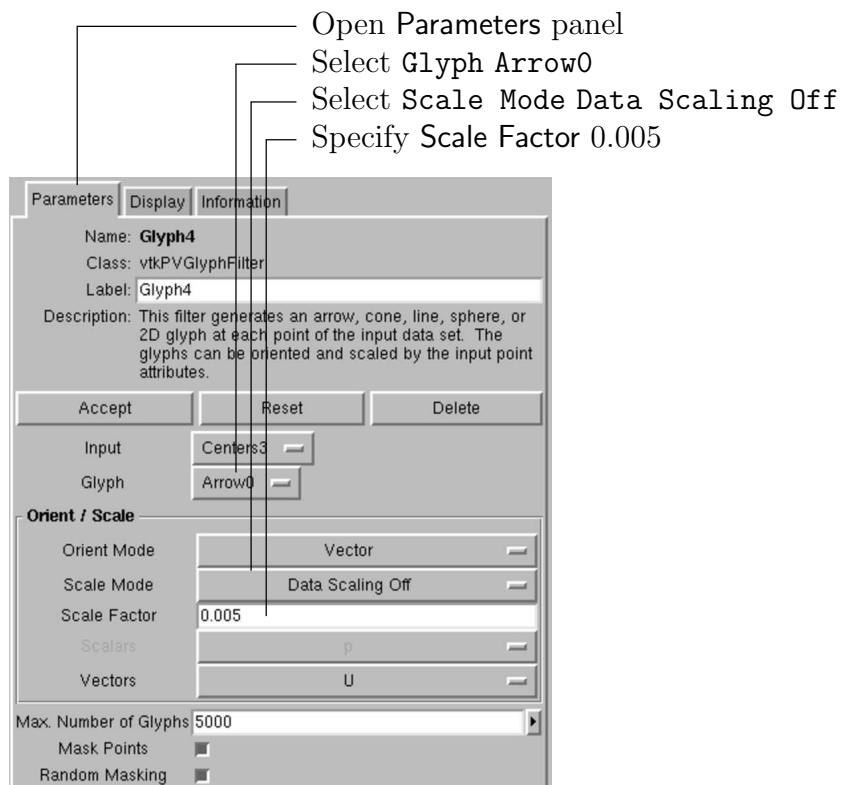 Open Parameters panel
Select Glyph Arrow0
Select Scale Mode Data Scaling Off
Specify Scale Factor 0.005
Parameters Display Information
Name: Glyph4
Class: vtkPVGlyphFilter
Label: Glyph4
Description: This filter generates an arrow, cone, line, sphere, or
2D glyph at each point of the input data set. The
glyphs can be oriented and scaled by the input point
attributes.
Accept Reset Delete
Input Centers3
Glyph Arrow0
Orient / Scale
Orient Mode Vector
Scale Mode Data Scaling Off
Scale Factor 0.005
Scalars p
Vectors U
Max. Number of Glyphs 5000
Mask Points
Random Masking